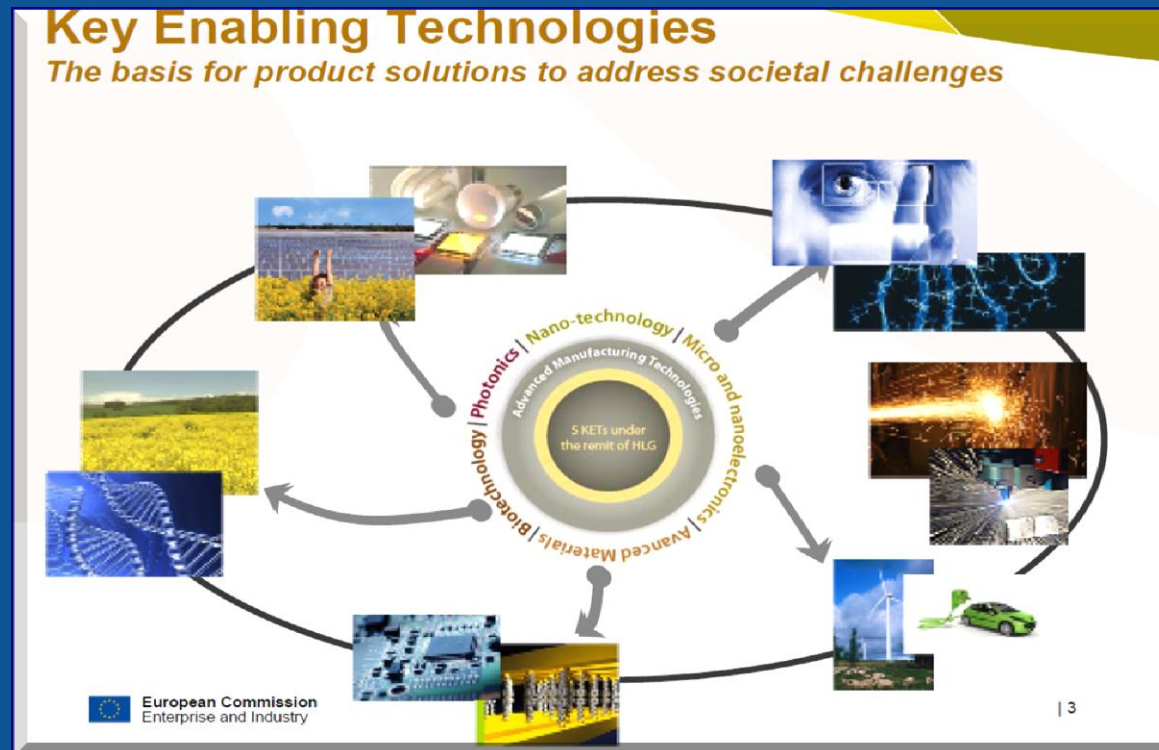 Key Enabling Technologies
The basis for product solutions to address societal challenges
Photonics | Nano-technology | Micro and nanoelectronics | Avanced Materials | Biotechnology |
Advanced Manufacturing Technologies
5 KETs under
the remit of HLG
European Commission
Enterprise and Industry
| 3